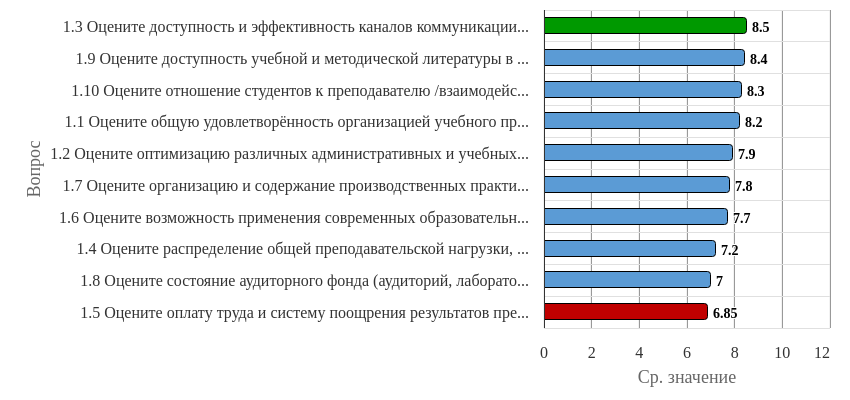 1.3 Оцените доступность и эффективность каналов коммуникации... 8.5
1.9 Оцените доступность учебной и методической литературы в ... 8.4
1.10 Оцените отношение студентов к преподавателю /взаимодейс... 8.3
1.1 Оцените общую удовлетворённость организацией учебного пр... 8.2
1.2 Оцените оптимизацию различных административных и учебных... 7.9
1.7 Оцените организацию и содержание производственных практи... 7.8
1.6 Оцените возможность применения современных образовательн... 7.7
1.4 Оцените распределение общей преподавательской нагрузки, ... 7.2
1.8 Оцените состояние аудиторного фонда (аудиторий, лаборато... 7
1.5 Оцените оплату труда и систему поощрения результатов пре... 6.85
Вопрос
0 2 4 6 8 10 12
Ср. значение